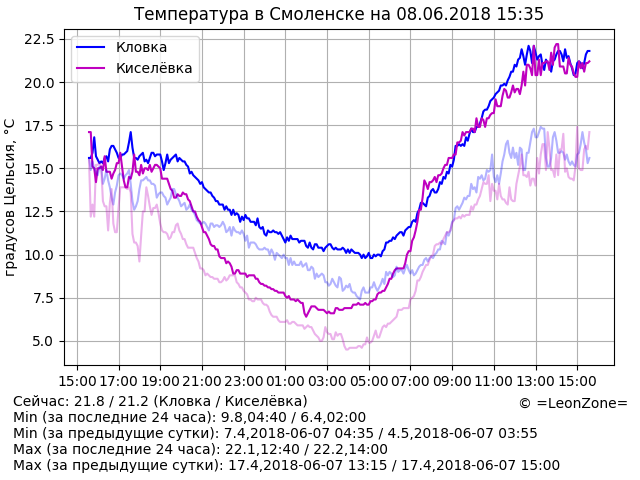 Температура в Смоленске на 08.06.2018 15:35
Кловка
Киселёвка
градусов Цельсия, °C
22.5
20.0
17.5
15.0
12.5
10.0
7.5
5.0
15:00 17:00 19:00 21:00 23:00 01:00 03:00 05:00 07:00 09:00 11:00 13:00 15:00
Сейчас: 21.8 / 21.2 (Кловка / Киселёвка)
© =LeonZone=
Min (за последние 24 часа): 9.8,04:40 / 6.4,02:00
Min (за предыдущие сутки): 7.4,2018-06-07 04:35 / 4.5,2018-06-07 03:55
Max (за последние 24 часа): 22.1,12:40 / 22.2,14:00
Max (за предыдущие сутки): 17.4,2018-06-07 13:15 / 17.4,2018-06-07 15:00